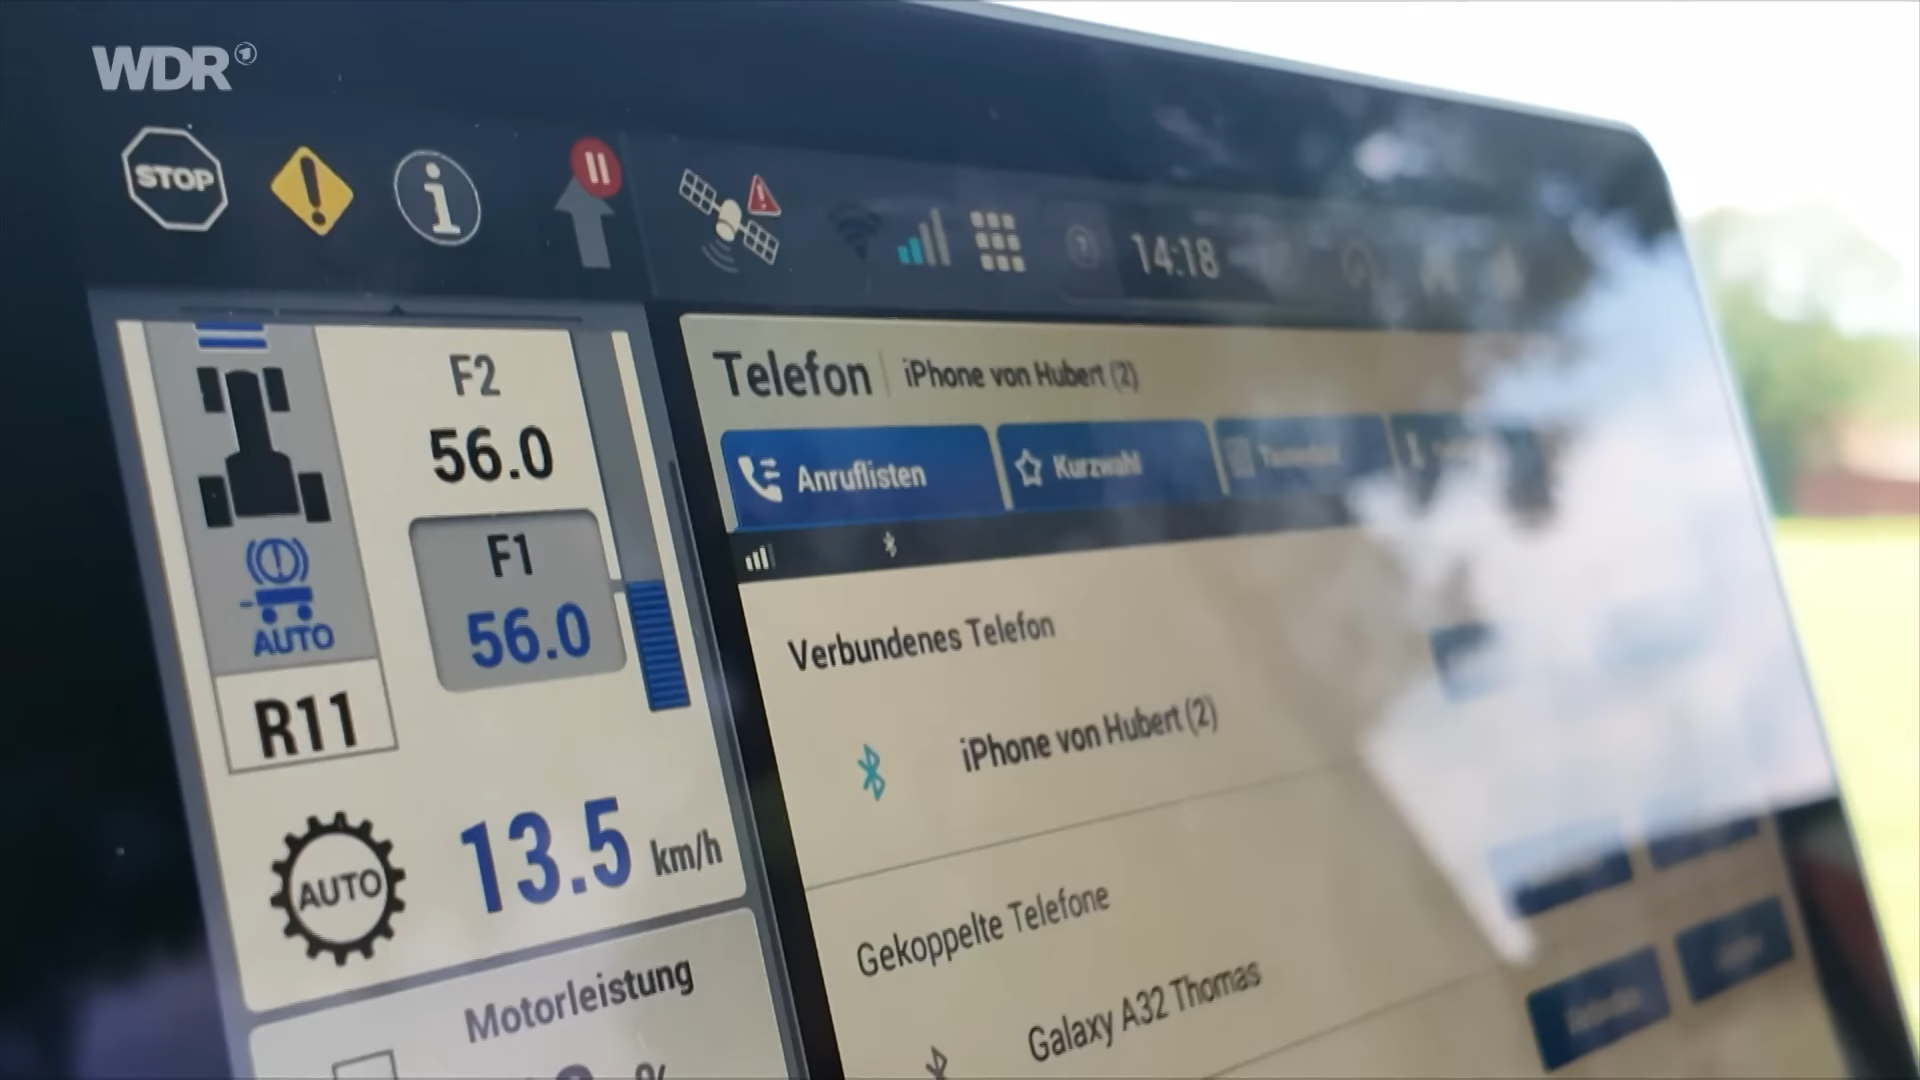 WDR
STOP
14:18
F2
56.0
F1
56.0
AUTO
R11
AUTO
13.5 km/h
Motorleistung
%
Telefon
iPhone von Hubert (2)
Anruflisten
Kurzwahl
Verbundenes Telefon
iPhone von Hubert (2)
Gekoppelte Telefone
Galaxy A32 Thomas